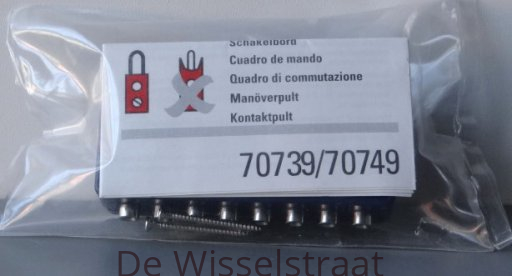 Schakelbord
Cuadro de mando
Quadro di commutazione
Manöverpult
Kontaktpult
70739/70749
De Wisselstraat